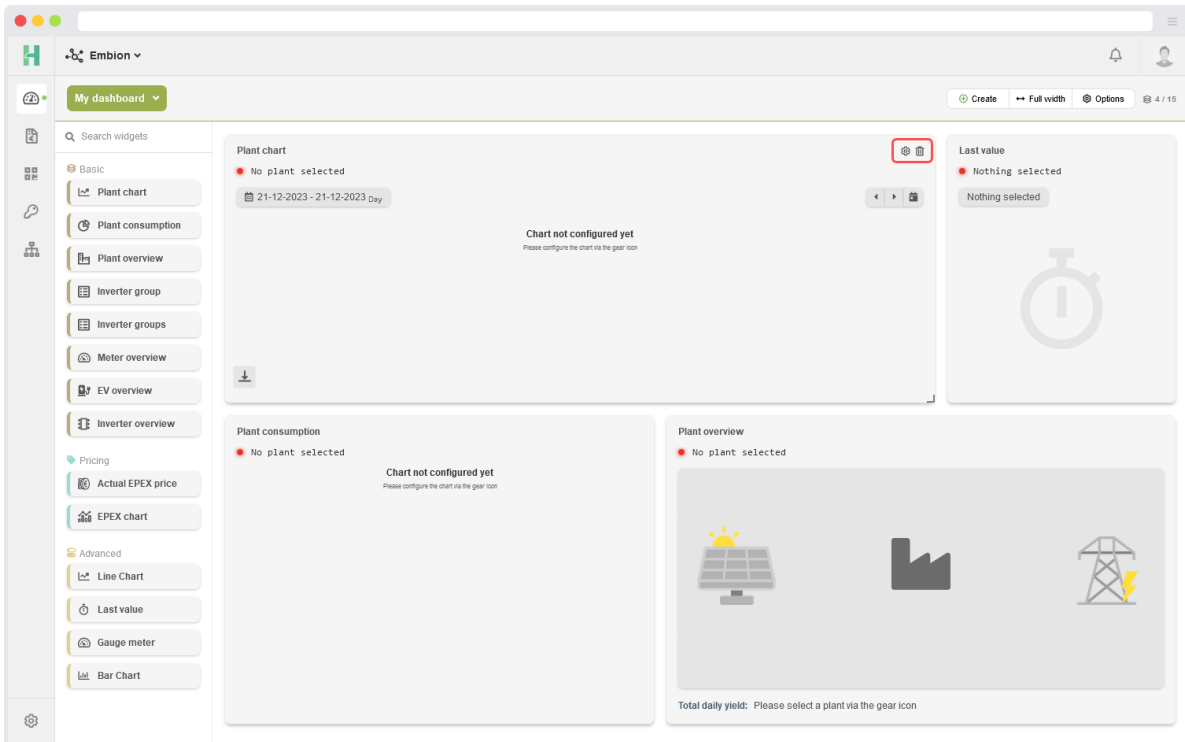 Embion
My dashboard
Create
Full width
Options
4 / 15
Search widgets
Basic
Plant chart
Plant consumption
Plant overview
Inverter group
Inverter groups
Meter overview
EV overview
Inverter overview
Pricing
Actual EPEX price
EPEX chart
Advanced
Line Chart
Last value
Gauge meter
Bar Chart
Plant chart
No plant selected
21-12-2023 - 21-12-2023 Day
Chart not configured yet
Please configure the chart via the gear icon
Last value
Nothing selected
Nothing selected
Plant consumption
No plant selected
Chart not configured yet
Please configure the chart via the gear icon
Plant overview
No plant selected
Total daily yield: Please select a plant via the gear icon